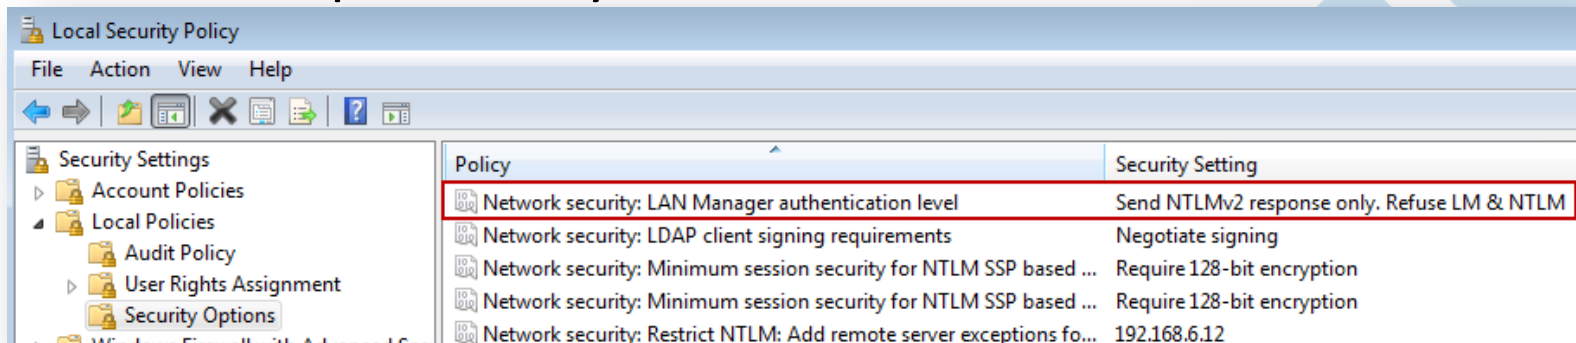 Local Security Policy
File Action View Help
Security Settings
Account Policies
Local Policies
Audit Policy
User Rights Assignment
Security Options
Policy Security Setting
Network security: LAN Manager authentication level Send NTLMv2 response only. Refuse LM & NTLM
Network security: LDAP client signing requirements Negotiate signing
Network security: Minimum session security for NTLM SSP based ... Require 128-bit encryption
Network security: Minimum session security for NTLM SSP based ... Require 128-bit encryption
Network security: Restrict NTLM: Add remote server exceptions fo... 192.168.6.12